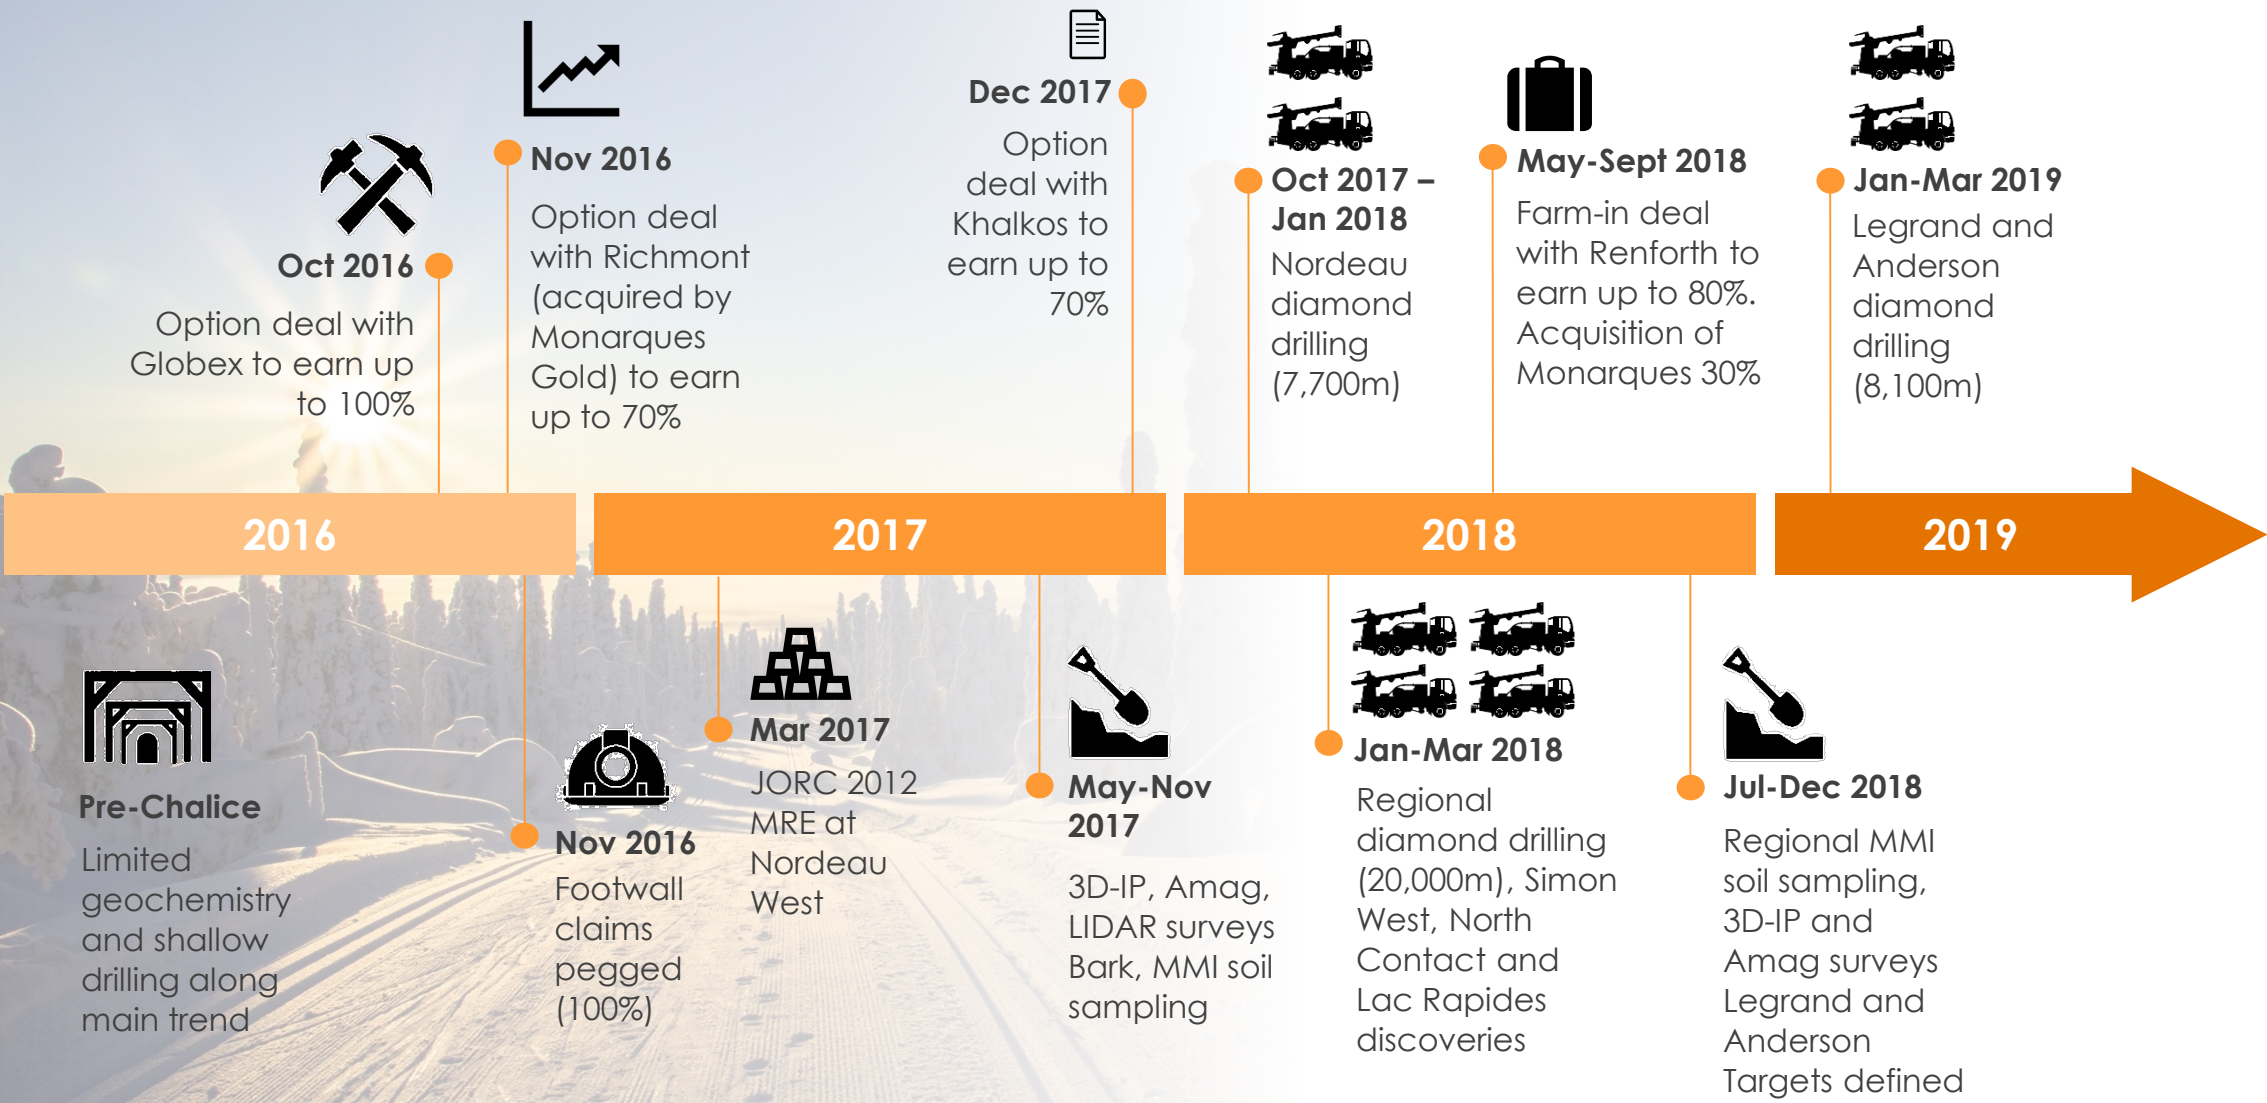 Oct 2016
Option deal with
Globex to earn up
to 100%
Nov 2016
Option deal
with Richmont
(acquired by
Monarques
Gold) to earn
up to 70%
Dec 2017
Option
deal with
Khalkos to
earn up to
70%
Oct 2017 –
Jan 2018
Nordeau
diamond
drilling
(7,700m)
May-Sept 2018
Farm-in deal
with Renforth to
earn up to 80%.
Acquisition of
Monarques 30%
Jan-Mar 2019
Legrand and
Anderson
diamond
drilling
(8,100m)
2016
2017
2018
2019
Pre-Chalice
Limited
geochemistry
and shallow
drilling along
main trend
Nov 2016
Footwall
claims
pegged
(100%)
Mar 2017
JORC 2012
MRE at
Nordeau
West
May-Nov
2017
3D-IP, Amag,
LIDAR surveys
Bark, MMI soil
sampling
Jan-Mar 2018
Regional
diamond drilling
(20,000m), Simon
West, North
Contact and
Lac Rapides
discoveries
Jul-Dec 2018
Regional MMI
soil sampling,
3D-IP and
Amag surveys
Legrand and
Anderson
Targets defined